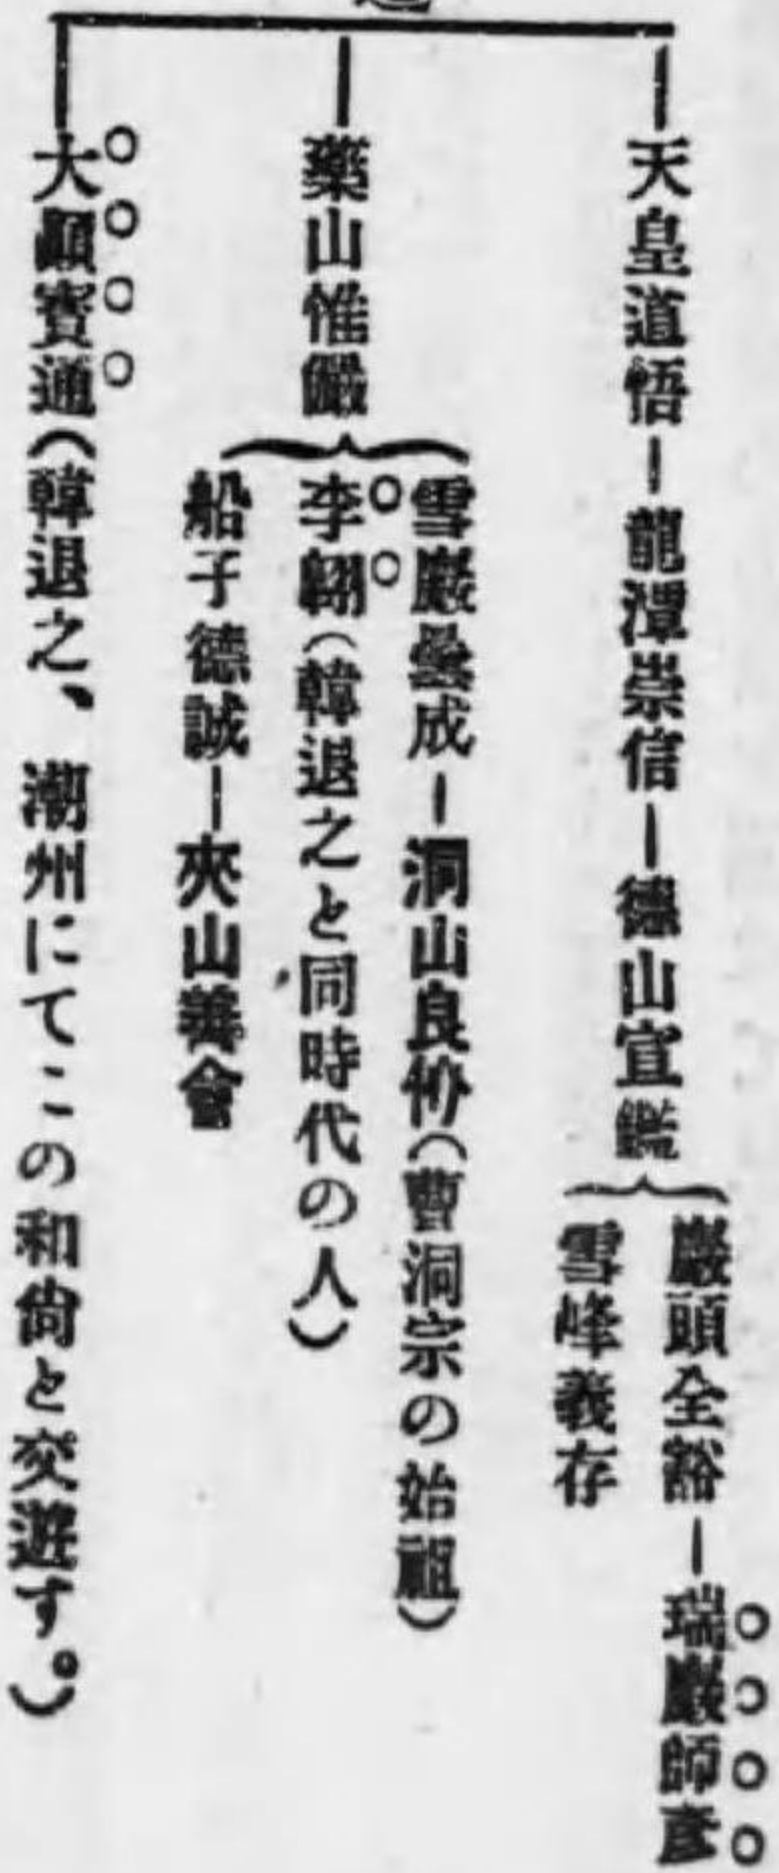 天皇道悟―龍潭崇信―德山宣鑑
巖頭全豁―瑞巖師彥
雪峰義存
藥山惟儼
雪巖曇成―洞山良价(曹洞宗の始祖)
李翺(韓退之と同時代の人)
船子德誠―夾山善會
大顚寶通(韓退之、潮州にてこの和尙と交遊す。)